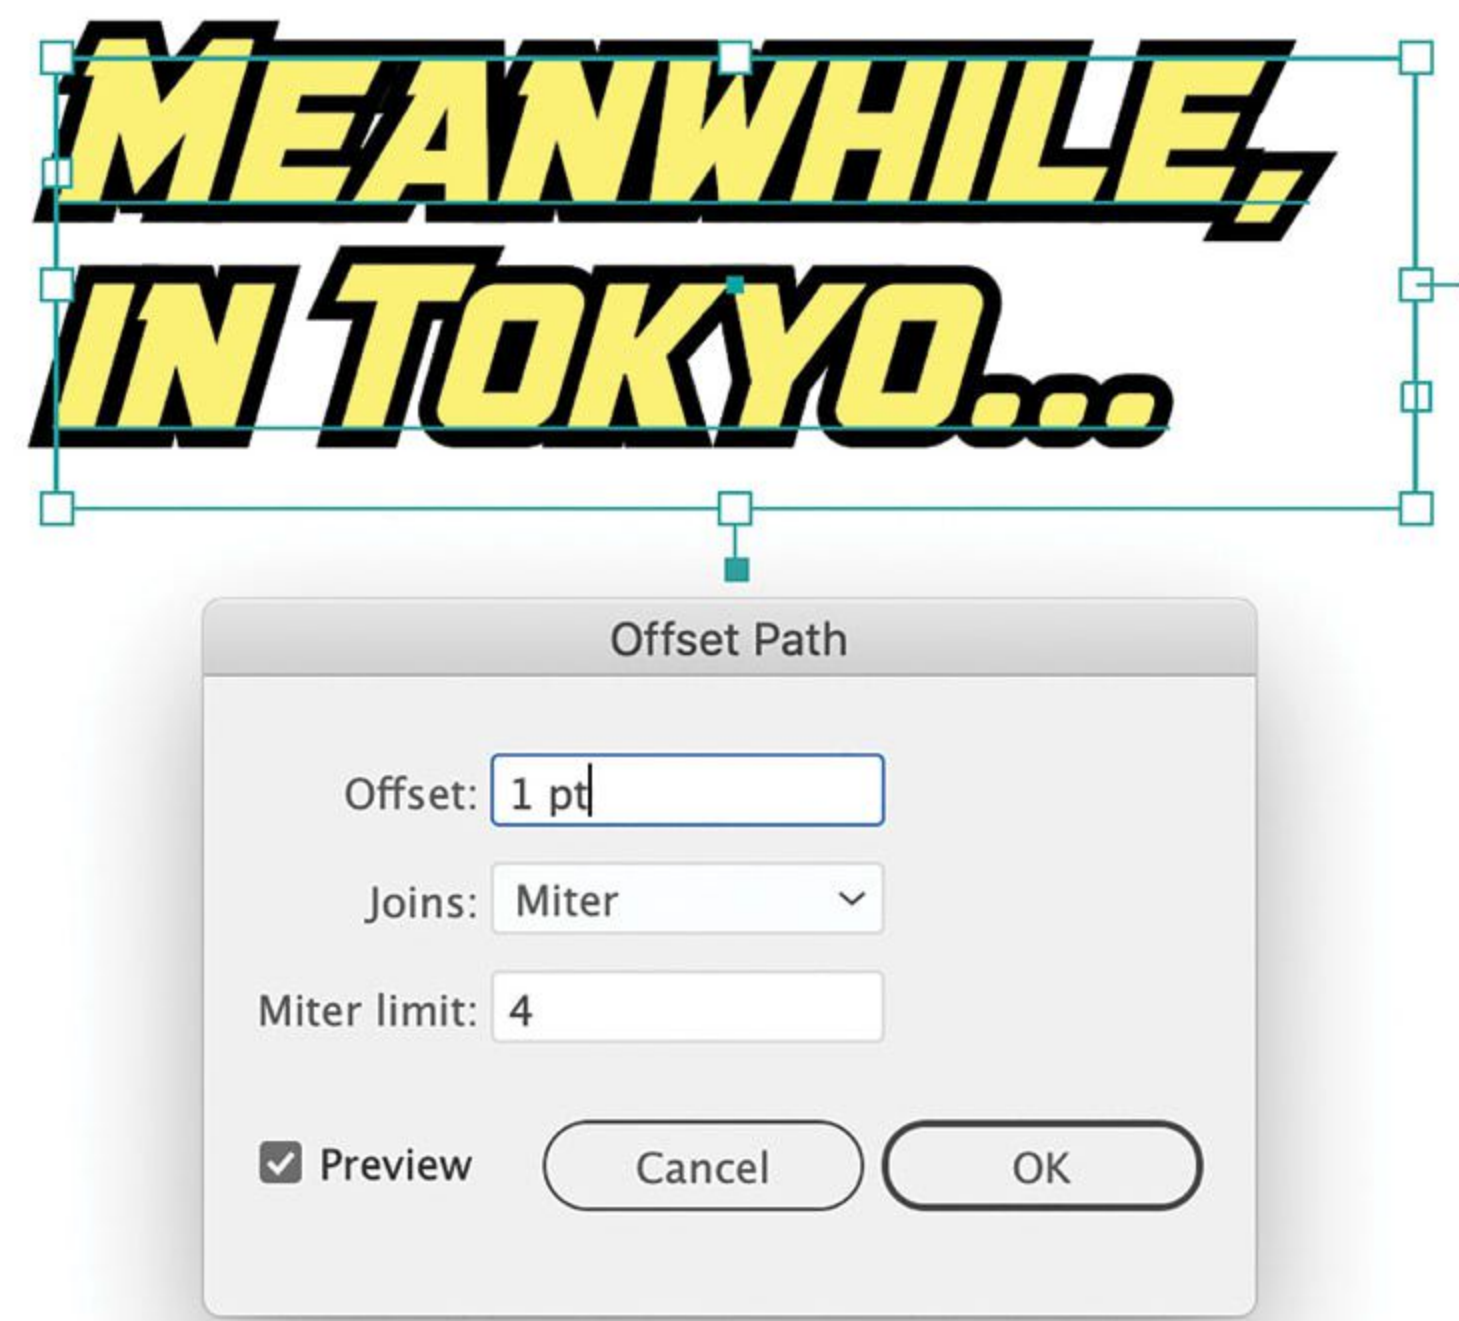 MEANWHILE,
IN TOKYO...
Offset Path
Offset: 1 pt
Joins: Miter
Miter limit: 4
Preview Cancel OK